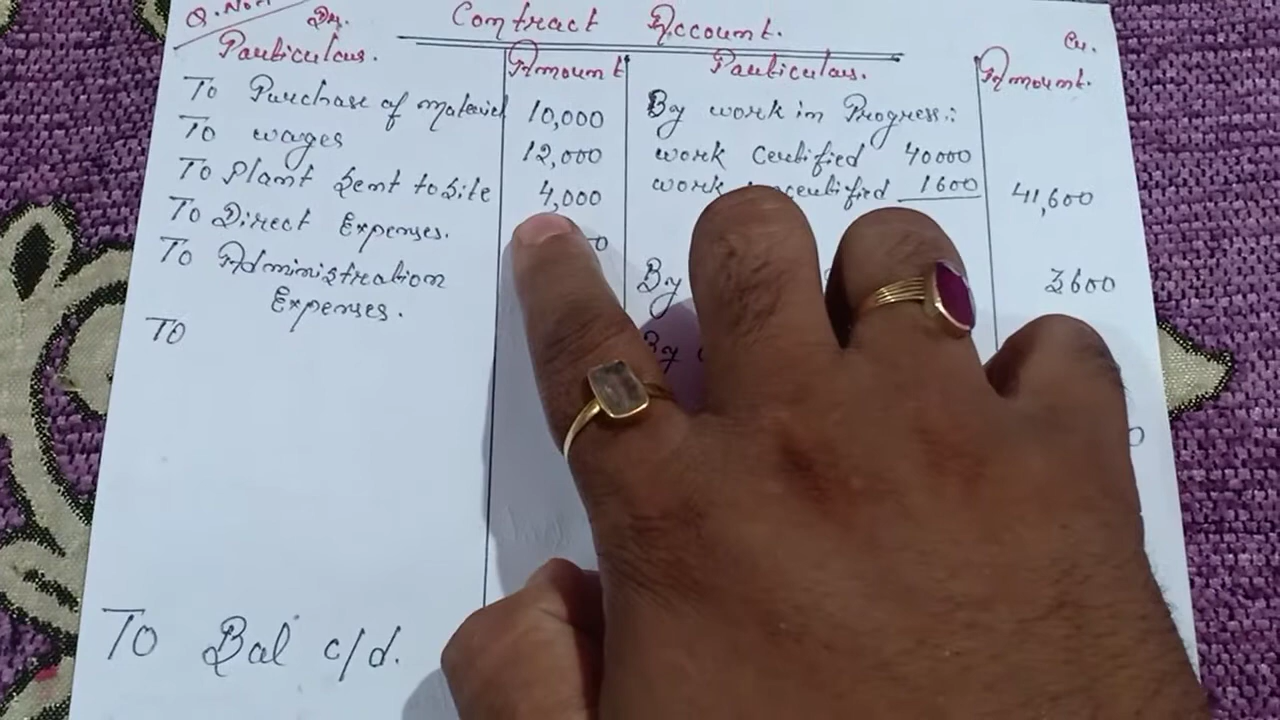 Q. No-1
Contract Account.
Dr.
Cr.
Particulars. Amount Particulars. Amount.
To Purchase of material 10,000 By work in Progress:
To wages 12,000 work Certified 40000
To Plant Sent to Site 4,000 work uncertified 1600 41,600
To Direct Expenses.
To Administration By 3600
Expenses.
To By
To Bal c/d.